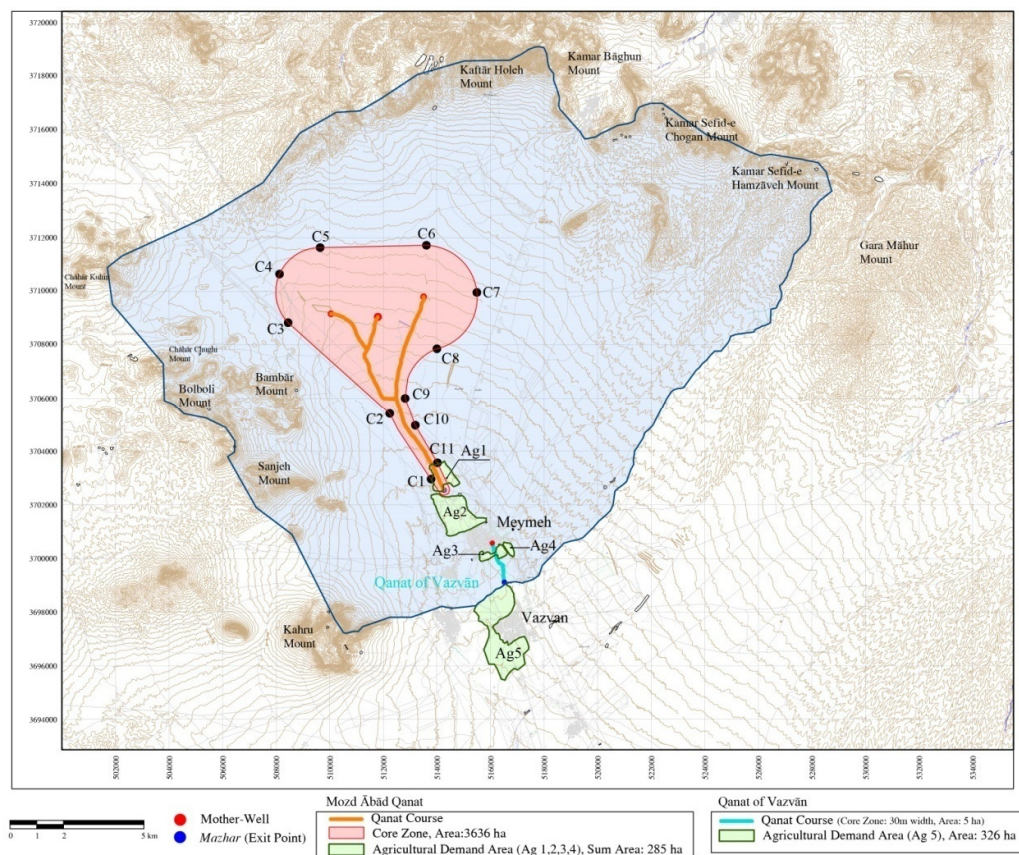 3720000
3718000
3716000
3714000
3712000
3710000
3708000
3706000
3704000
3702000
3700000
3698000
3696000
3694000
Kaftār Holeh
Mount
Kamar Bāghun
Mount
Kamar Sefid-e
Chogan Mount
Kamar Sefid-e
Hamzāveh Mount
Gara Māhur
Mount
Chāhār Kuhin
Mount
Chāhār Chughu
Mount
Bolboli
Mount
Bambār
Mount
Sanjeh
Mount
Kahru
Mount
C5
C6
C4
C7
C3
C8
C9
C2
C10
C11
Ag1
C1
Ag2
Meymeh
Ag3
Ag4
Qanat of Vazvān
Vazvan
Ag5
502000
504000
506000
508000
510000
512000
514000
516000
518000
520000
522000
524000
526000
528000
530000
532000
534000
0
1
2
5 km
Mother-Well
Mazhar (Exit Point)
Mozd Ābād Qanat
Qanat Course
Core Zone, Area:3636 ha
Agricultural Demand Area (Ag 1,2,3,4), Sum Area: 285 ha
Qanat of Vazvān
Qanat Course (Core Zone: 30m width, Area: 5 ha)
Agricultural Demand Area (Ag 5), Area: 326 ha